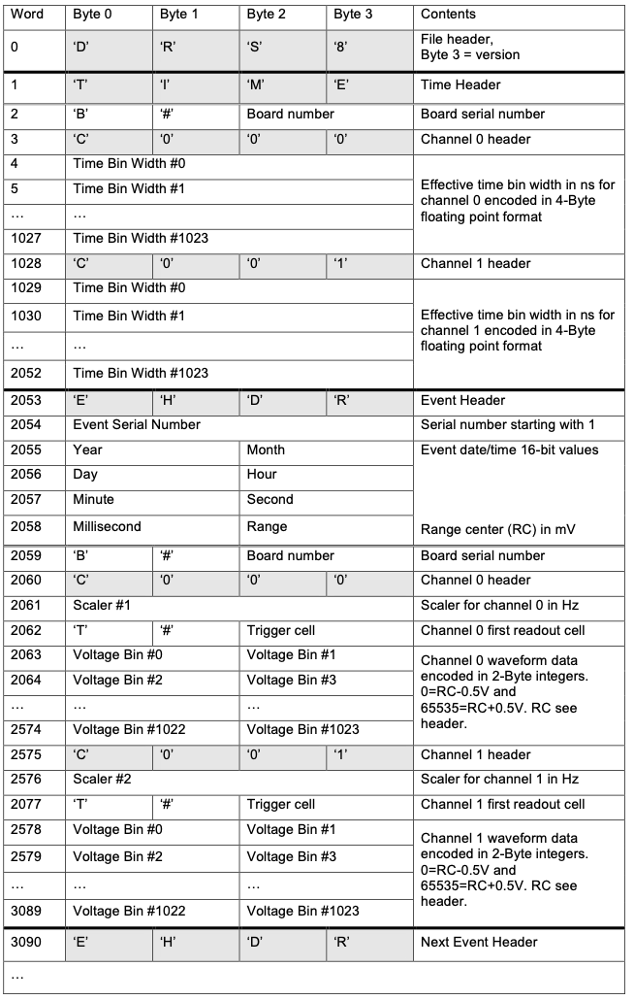 Word Byte 0 Byte 1 Byte 2 Byte 3 Contents
0 ‘D’ ‘R’ ‘S’ ‘8’ File header,
Byte 3 = version
1 ‘T’ ‘I’ ‘M’ ‘E’ Time Header
2 ‘B’ ‘#’ Board number Board serial number
3 ‘C’ ‘0’ ‘0’ ‘0’ Channel 0 header
4 Time Bin Width #0
5 Time Bin Width #1
… …
1027 Time Bin Width #1023
Effective time bin width in ns for
channel 0 encoded in 4-Byte
floating point format
1028 ‘C’ ‘0’ ‘0’ ‘1’ Channel 1 header
1029 Time Bin Width #0
1030 Time Bin Width #1
… …
2052 Time Bin Width #1023
Effective time bin width in ns for
channel 1 encoded in 4-Byte
floating point format
2053 ‘E’ ‘H’ ‘D’ ‘R’ Event Header
2054 Event Serial Number Serial number starting with 1
2055 Year Month Event date/time 16-bit values
2056 Day Hour
2057 Minute Second
2058 Millisecond Range Range center (RC) in mV
2059 ‘B’ ‘#’ Board number Board serial number
2060 ‘C’ ‘0’ ‘0’ ‘0’ Channel 0 header
2061 Scaler #1 Scaler for channel 0 in Hz
2062 ‘T’ ‘#’ Trigger cell Channel 0 first readout cell
2063 Voltage Bin #0 Voltage Bin #1
2064 Voltage Bin #2 Voltage Bin #3
… … …
2574 Voltage Bin #1022 Voltage Bin #1023
Channel 0 waveform data
encoded in 2-Byte integers.
0=RC-0.5V and
65535=RC+0.5V. RC see
header.
2575 ‘C’ ‘0’ ‘0’ ‘1’ Channel 1 header
2576 Scaler #2 Scaler for channel 1 in Hz
2077 ‘T’ ‘#’ Trigger cell Channel 1 first readout cell
2578 Voltage Bin #0 Voltage Bin #1
2579 Voltage Bin #2 Voltage Bin #3
… … …
3089 Voltage Bin #1022 Voltage Bin #1023
Channel 1 waveform data
encoded in 2-Byte integers.
0=RC-0.5V and
65535=RC+0.5V. RC see
header.
3090 ‘E’ ‘H’ ‘D’ ‘R’ Next Event Header
…